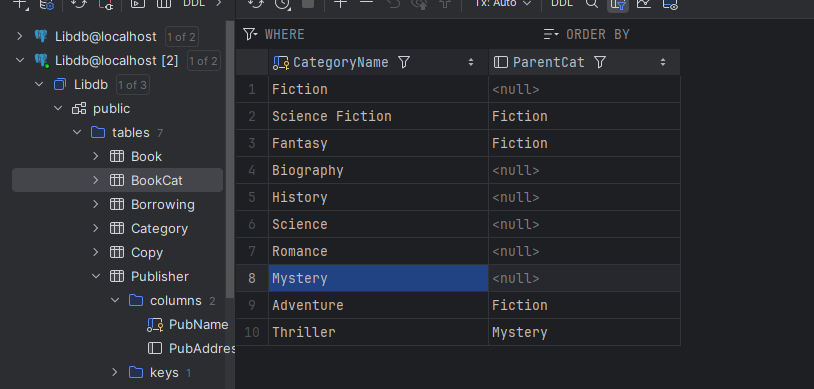 DDL
Tx: Auto
DDL
Libdb@localhost 1 of 2
Libdb@localhost [2] 1 of 2
Libdb 1 of 3
public
tables 7
Book
BookCat
Borrowing
Category
Copy
Publisher
columns 2
PubName
PubAddres
keys 1
WHERE ORDER BY
CategoryName ParentCat
1 Fiction <null>
2 Science Fiction Fiction
3 Fantasy Fiction
4 Biography <null>
5 History <null>
6 Science <null>
7 Romance <null>
8 Mystery <null>
9 Adventure Fiction
10 Thriller Mystery